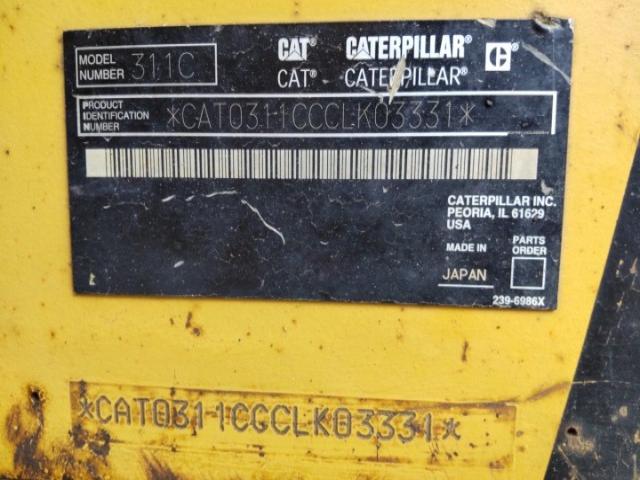 MODEL NUMBER 311C
CAT® CATERPILLAR® C®
CAT® CATERPILLAR®
PRODUCT IDENTIFICATION NUMBER *CAT0311CCCLK03331*
CATERPILLAR INC.
PEORIA, IL 61629
USA
MADE IN
JAPAN
PARTS ORDER
239-6986X
*CAT0311CGCLK03331*